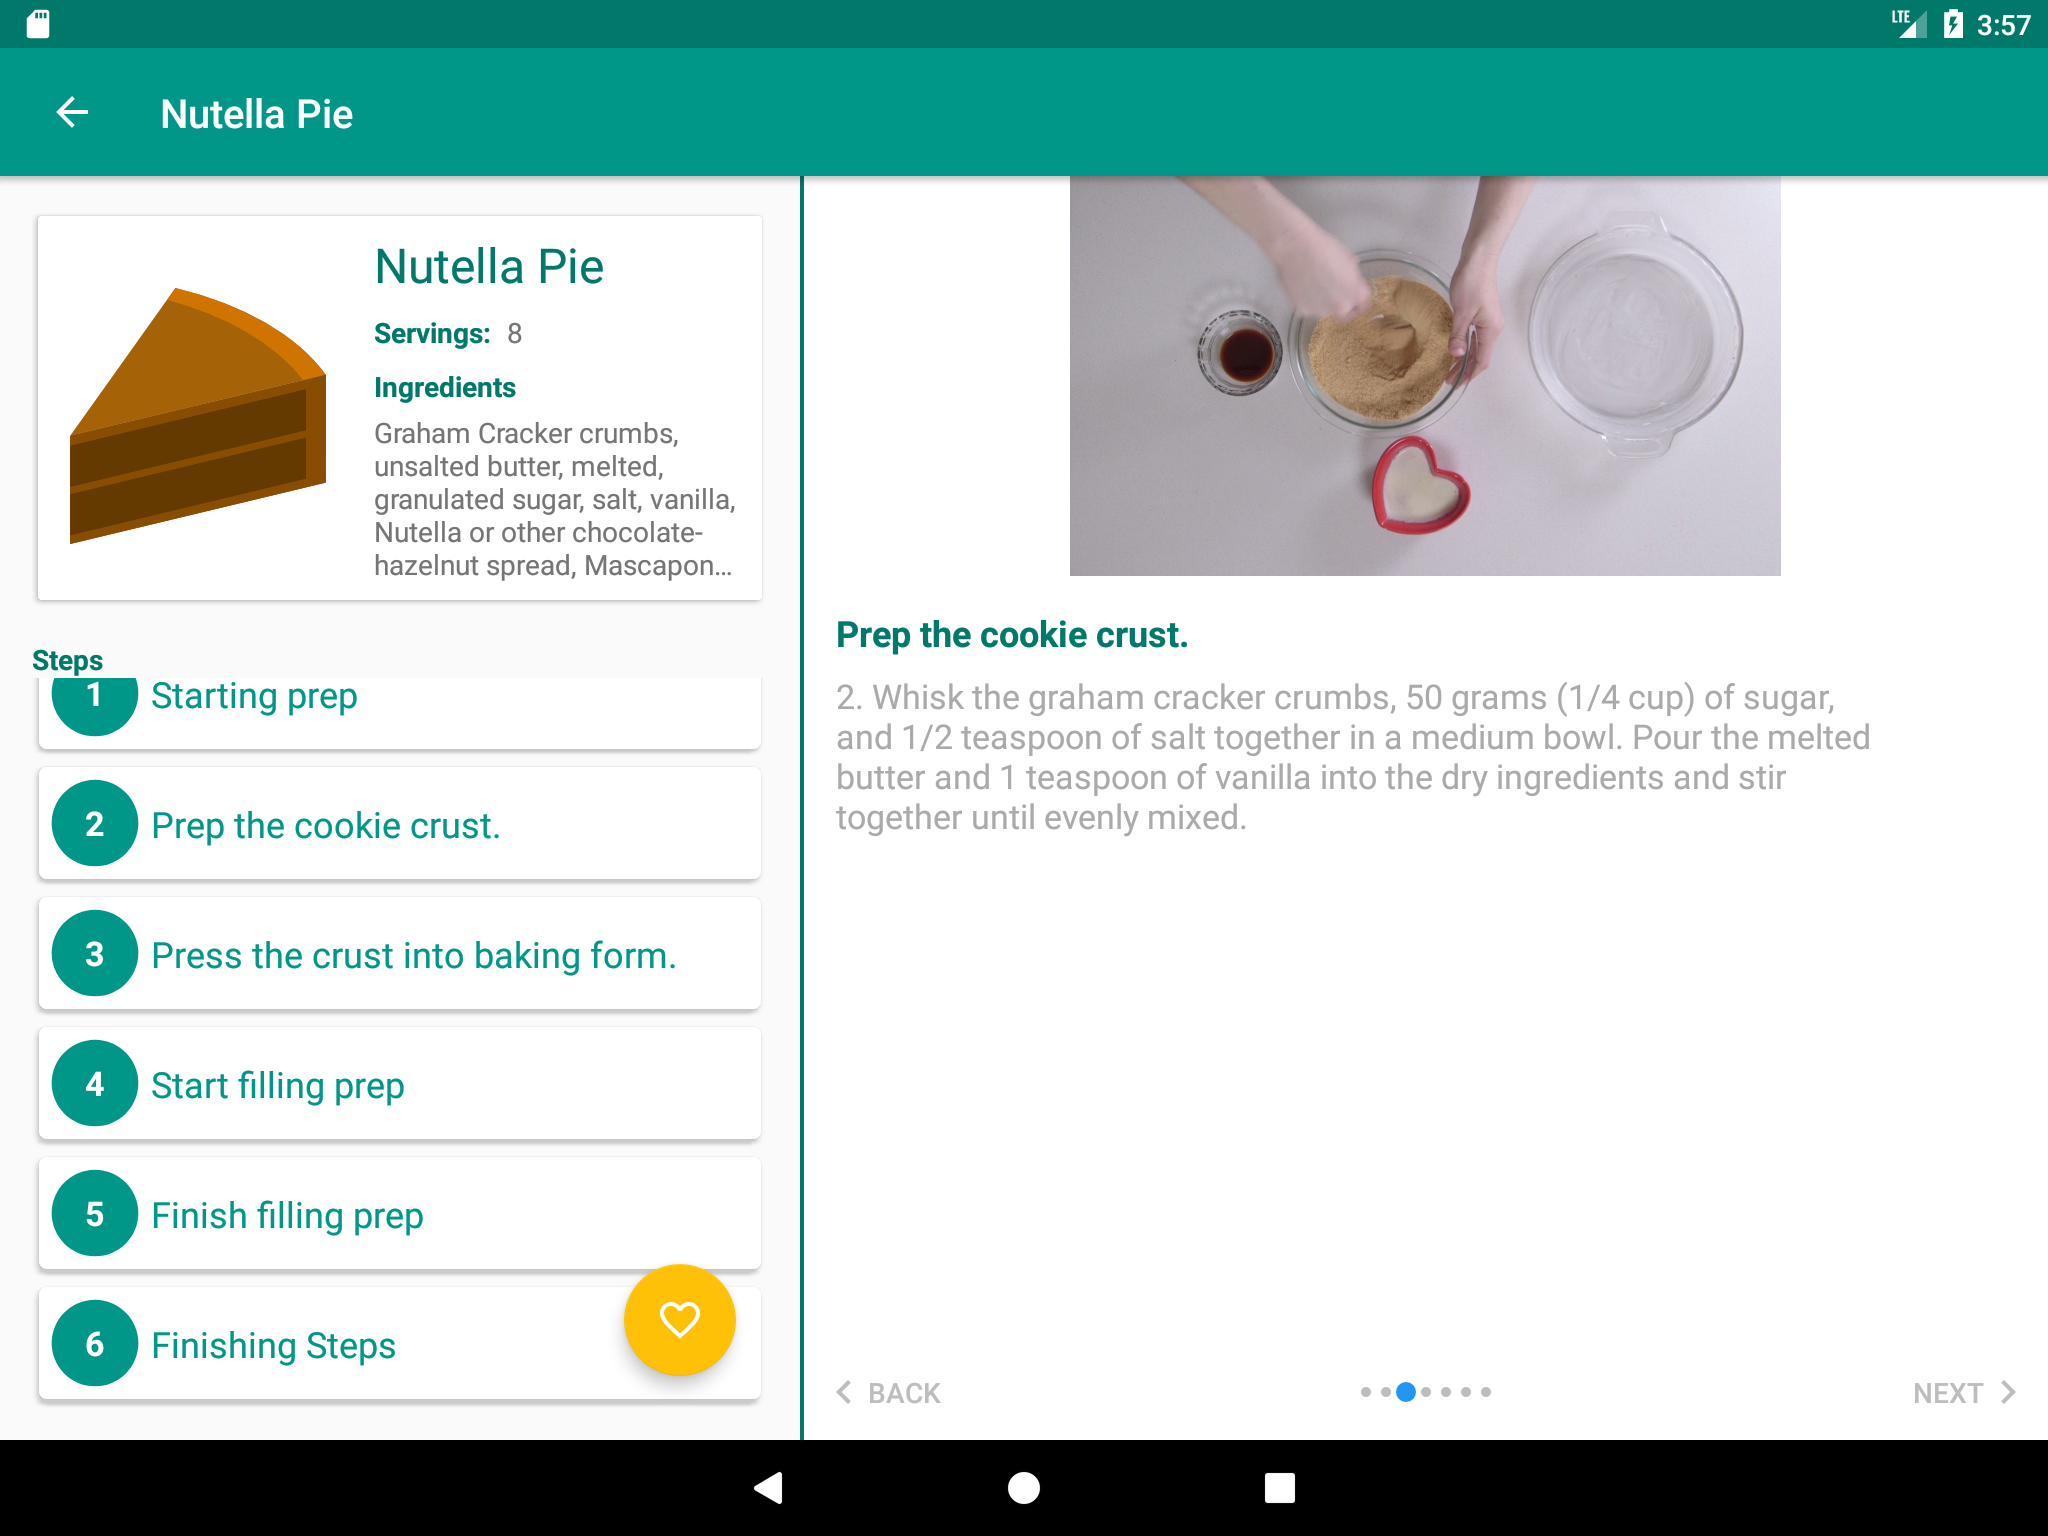 LTE 3:57
Nutella Pie
Nutella Pie
Servings: 8
Ingredients
Graham Cracker crumbs,
unsalted butter, melted,
granulated sugar, salt, vanilla,
Nutella or other chocolate-
hazelnut spread, Mascapon...
Steps
1 Starting prep
2 Prep the cookie crust.
3 Press the crust into baking form.
4 Start filling prep
5 Finish filling prep
6 Finishing Steps
Prep the cookie crust.
2. Whisk the graham cracker crumbs, 50 grams (1/4 cup) of sugar,
and 1/2 teaspoon of salt together in a medium bowl. Pour the melted
butter and 1 teaspoon of vanilla into the dry ingredients and stir
together until evenly mixed.
BACK
NEXT